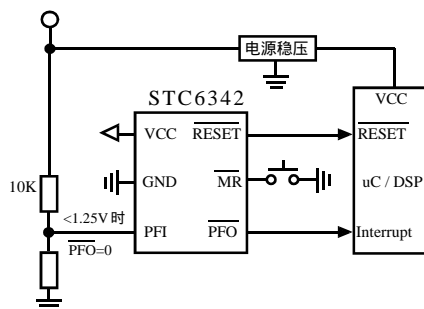 电源稳压
STC6342
VCC
VCC
RESET
RESET
10K
GND
MR
uC / DSP
<1.25V 时
PFI
PFO
Interrupt
PFO=0